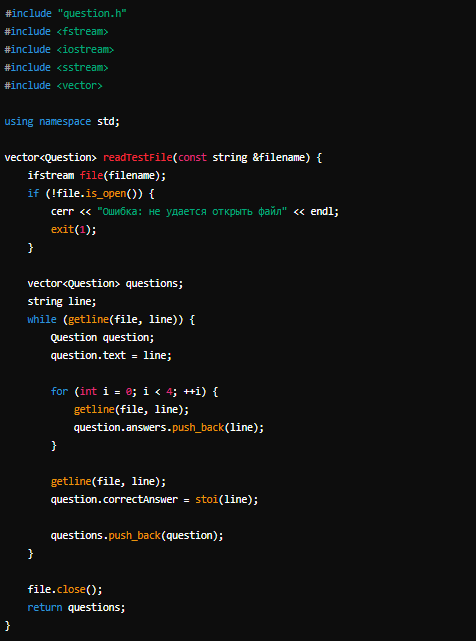 #include "question.h"
#include <fstream>
#include <iostream>
#include <sstream>
#include <vector>

using namespace std;

vector<Question> readTestFile(const string &filename) {
    ifstream file(filename);
    if (!file.is_open()) {
        cerr << "Ошибка: не удается открыть файл" << endl;
        exit(1);
    }

    vector<Question> questions;
    string line;
    while (getline(file, line)) {
        Question question;
        question.text = line;

        for (int i = 0; i < 4; ++i) {
            getline(file, line);
            question.answers.push_back(line);
        }

        getline(file, line);
        question.correctAnswer = stoi(line);

        questions.push_back(question);
    }

    file.close();
    return questions;
}